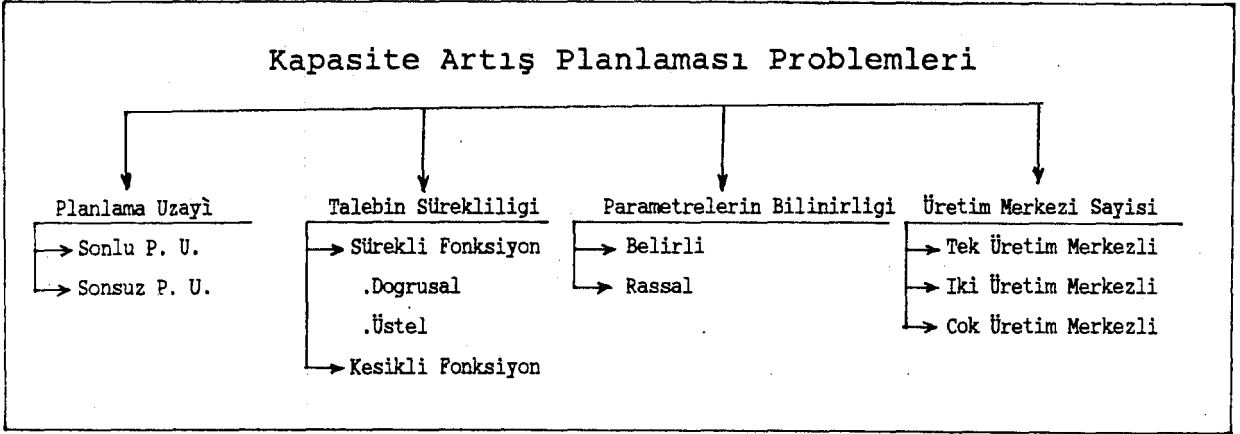 Kapasite Artış Planlaması Problemleri
Planlama Uzayì
Sonlu P. U.
Sonsuz P. U.
Talebin Sürekliligi
Sürekli Fonksiyon
.Dogrusal
.Üstel
Kesikli Fonksiyon
Parametrelerin Bilinirligi
Belirli
Rassal
Üretim Merkezi Sayisi
Tek Üretim Merkezli
Iki Üretim Merkezli
Cok Üretim Merkezli